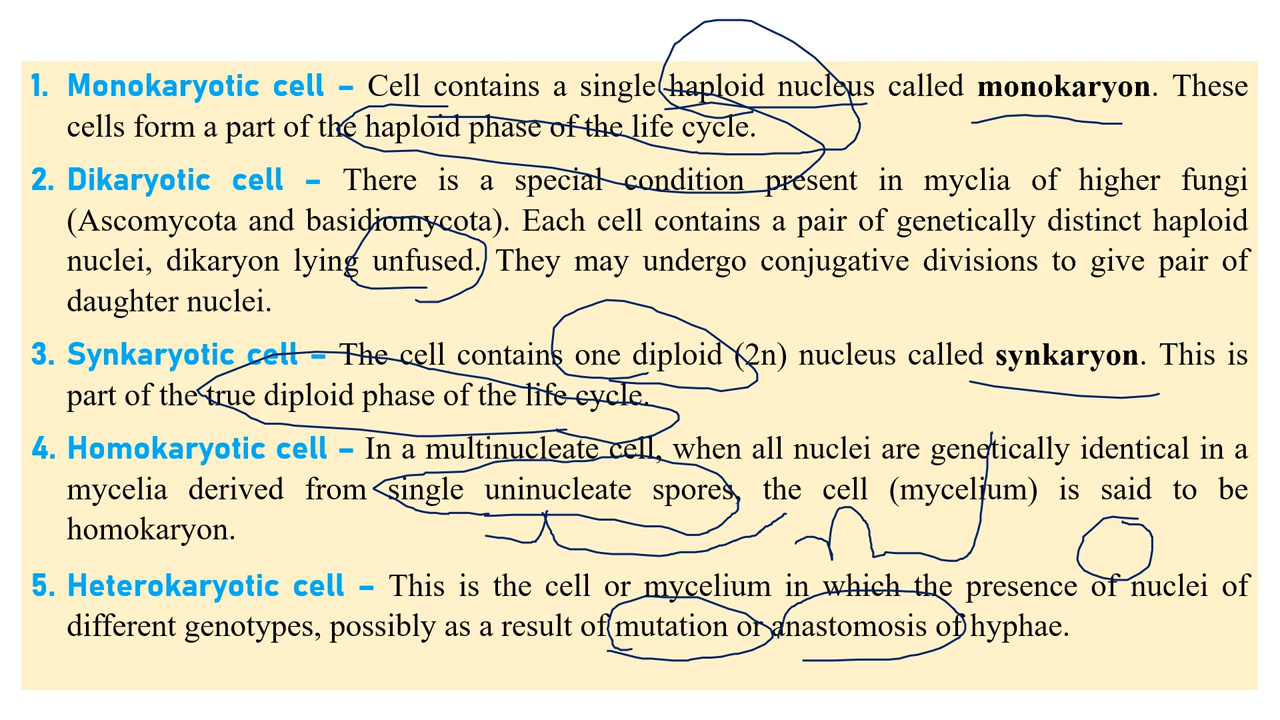 1. Monokaryotic cell – Cell contains a single haploid nucleus called monokaryon. These
cells form a part of the haploid phase of the life cycle.
2. Dikaryotic cell – There is a special condition present in myclia of higher fungi
(Ascomycota and basidiomycota). Each cell contains a pair of genetically distinct haploid
nuclei, dikaryon lying unfused. They may undergo conjugative divisions to give pair of
daughter nuclei.
3. Synkaryotic cell – The cell contains one diploid (2n) nucleus called synkaryon. This is
part of the true diploid phase of the life cycle.
4. Homokaryotic cell – In a multinucleate cell, when all nuclei are genetically identical in a
mycelia derived from single uninucleate spores, the cell (mycelium) is said to be
homokaryon.
5. Heterokaryotic cell – This is the cell or mycelium in which the presence of nuclei of
different genotypes, possibly as a result of mutation or anastomosis of hyphae.